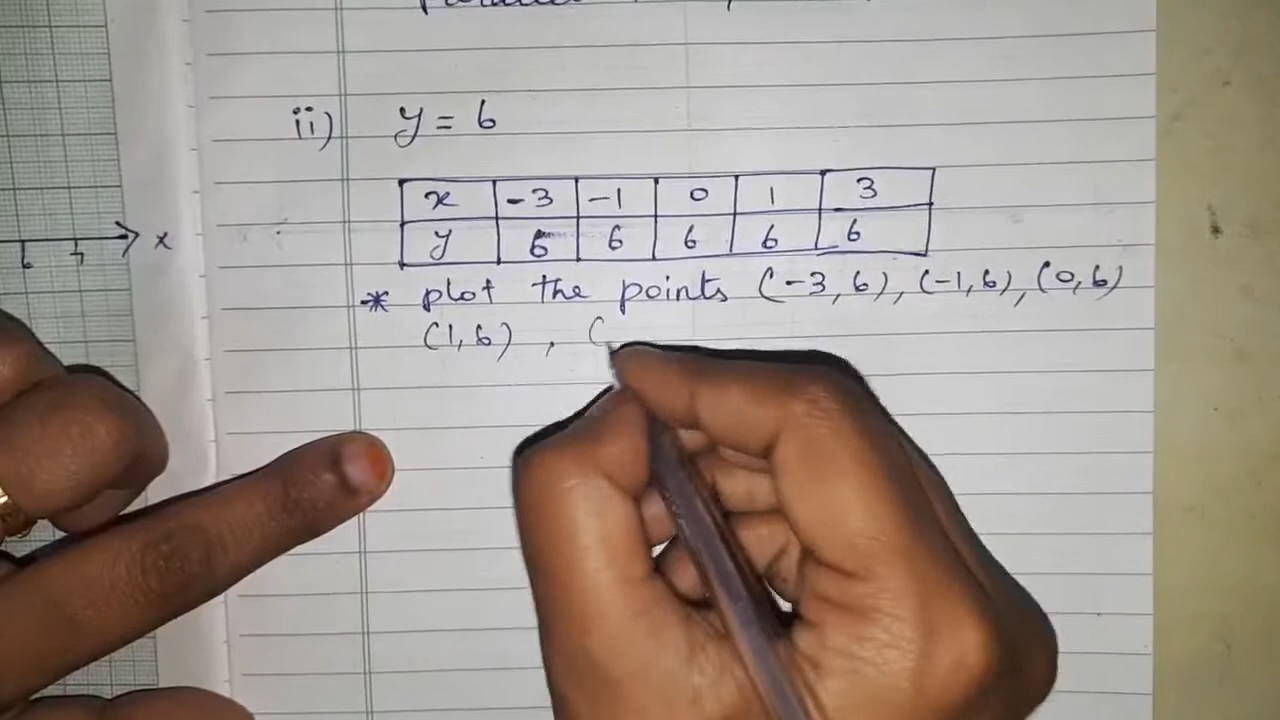 ii) y = 6
x -3 -1 0 1 3
y 6 6 6 6 6
* plot the points (-3, 6), (-1, 6), (0, 6)
(1, 6) , (
x